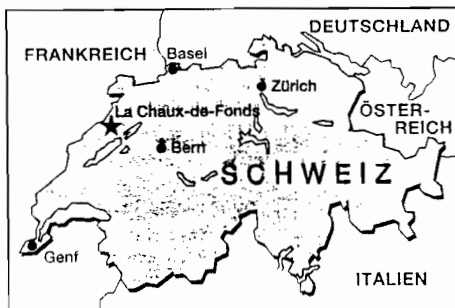 DEUTSCHLAND
FRANKREICH
Basel
Zürich
La Chaux-de-Fonds
ÖSTER-
REICH
Bern
SCHWEIZ
Genf
ITALIEN